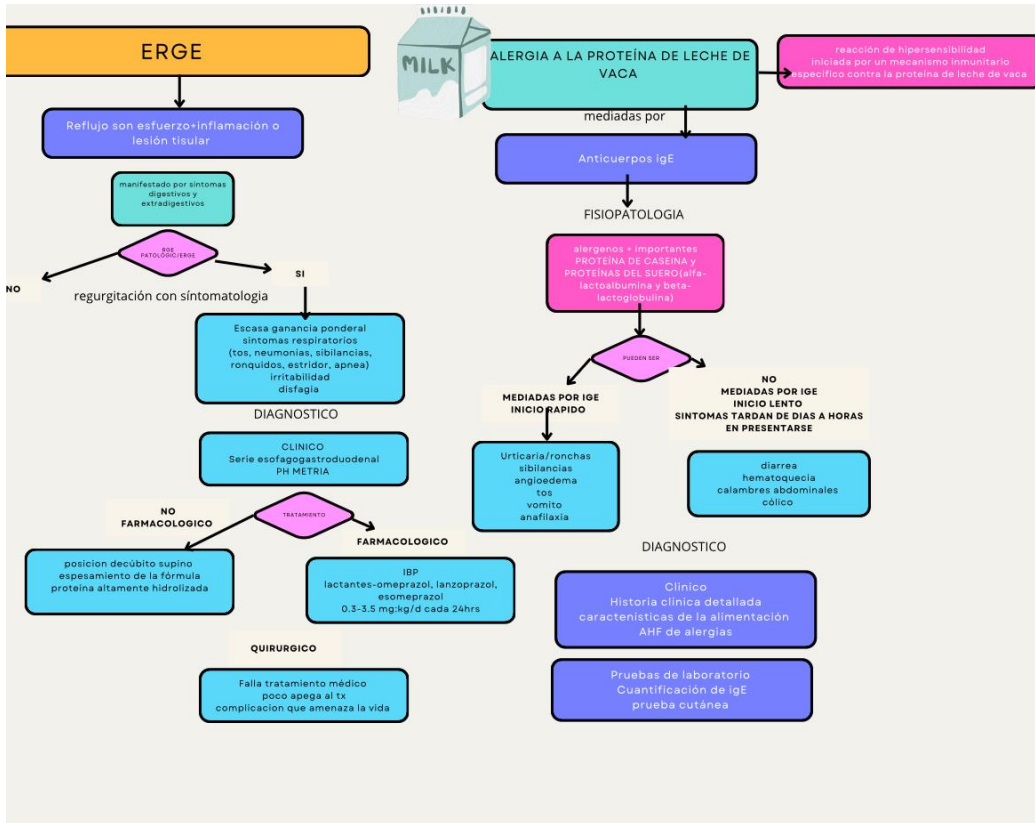 ERGE
Reflujo son esfuerzo+inflamación o
lesión tisular
manifestado por síntomas
digestivos y
extradigestivos
RGE
PATOLOGIC/ERGE
NO
SI
regurgitación con síntomatologia
Escasa ganancia ponderal
sintomas respiratorios
(tos, neumonias, sibilancias,
ronquidos, estridor, apnea)
irritabilidad
disfagia
DIAGNOSTICO
CLINICO
Serie esofagogastroduodenal
PH METRIA
TRATAMIENTO
NO
FARMACOLOGICO
FARMACOLOGICO
posicion decúbito supino
espesamiento de la fórmula
proteína altamente hidrolizada
IBP
lactantes-omeprazol, lanzoprazol,
esomeprazol
0.3-3.5 mg:kg/d cada 24hrs
QUIRURGICO
Falla tratamiento médico
poco apega al tx
complicacion que amenaza la vida
MILK
ALERGIA A LA PROTEÍNA DE LECHE DE
VACA
reacción de hipersensibilidad
iniciada por un mecanismo inmunitario
especifico contra la proteina de leche de vaca
mediadas por
Anticuerpos igE
FISIOPATOLOGIA
alergenos + importantes
PROTEÍNA DE CASEINA y
PROTEÍNAS DEL SUERO(alfa-
lactoalbumina y beta-
lactoglobulina)
PUEDEN SER
MEDIADAS POR IGE
INICIO RAPIDO
NO
MEDIADAS POR IGE
INICIO LENTO
SINTOMAS TARDAN DE DIAS A HORAS
EN PRESENTARSE
Urticaria/ronchas
sibilancias
angioedema
tos
vomito
anafilaxia
diarrea
hematoquecia
calambres abdominales
cólico
DIAGNOSTICO
Clinico
Historia clinica detallada
caracteristicas de la alimentación
AHF de alergias
Pruebas de laboratorio
Cuantificación de igE
prueba cutánea